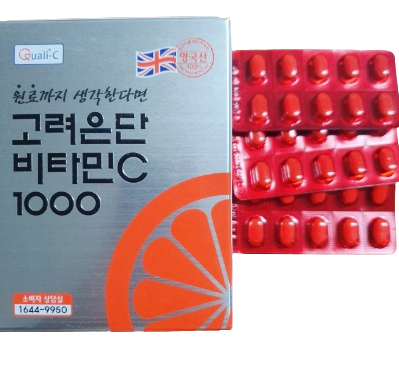 Quali-C
영국산
100%
원료까지 생각한다면
고려은단
비타민C
1000
소비자 상담실
1644-9950